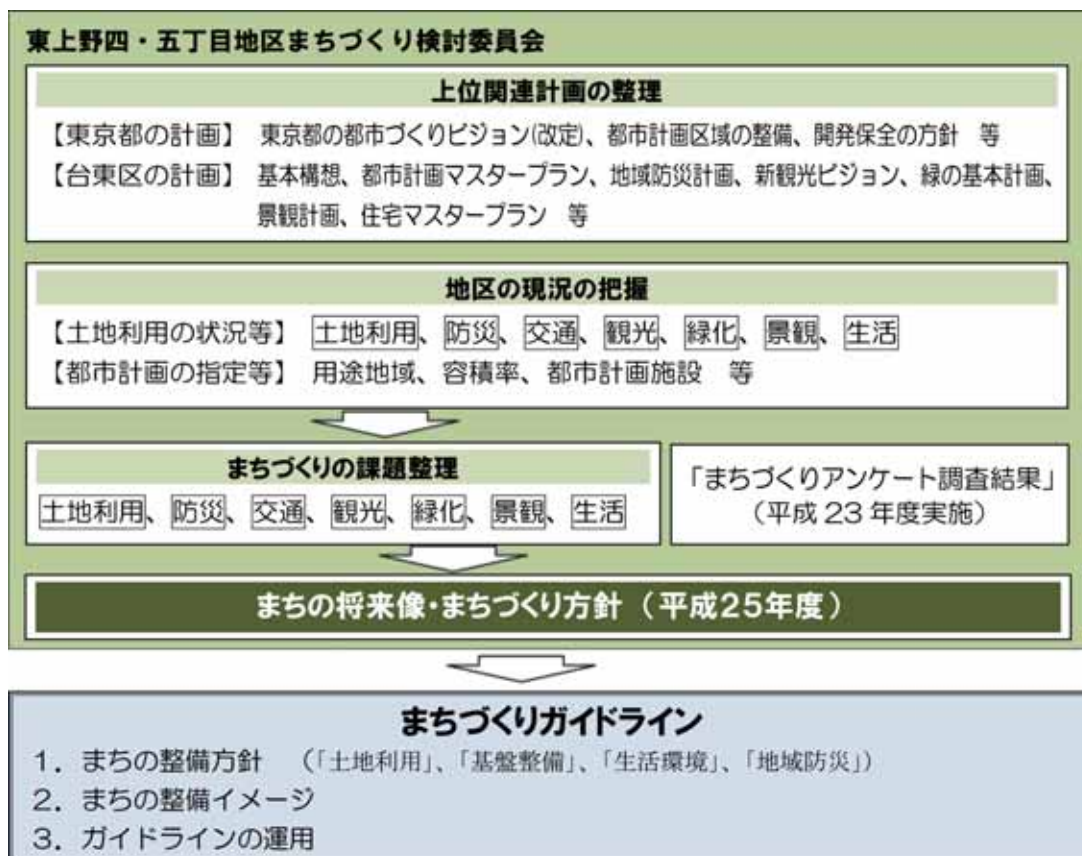 東上野四・五丁目地区まちづくり検討委員会
上位関連計画の整理
【東京都の計画】 東京都の都市づくりビジョン(改定)、都市計画区域の整備、開発保全の方針 等
【台東区の計画】 基本構想、都市計画マスタープラン、地域防災計画、新観光ビジョン、緑の基本計画、
景観計画、住宅マスタープラン 等
地区の現況の把握
【土地利用の状況等】 土地利用、防災、交通、観光、緑化、景観、生活
【都市計画の指定等】 用途地域、容積率、都市計画施設 等
まちづくりの課題整理
土地利用、防災、交通、観光、緑化、景観、生活
「まちづくりアンケート調査結果」
（平成 23 年度実施）
まちの将来像・まちづくり方針（平成25年度）
まちづくりガイドライン
1．まちの整備方針 （「土地利用」、「基盤整備」、「生活環境」、「地域防災」）
2．まちの整備イメージ
3．ガイドラインの運用